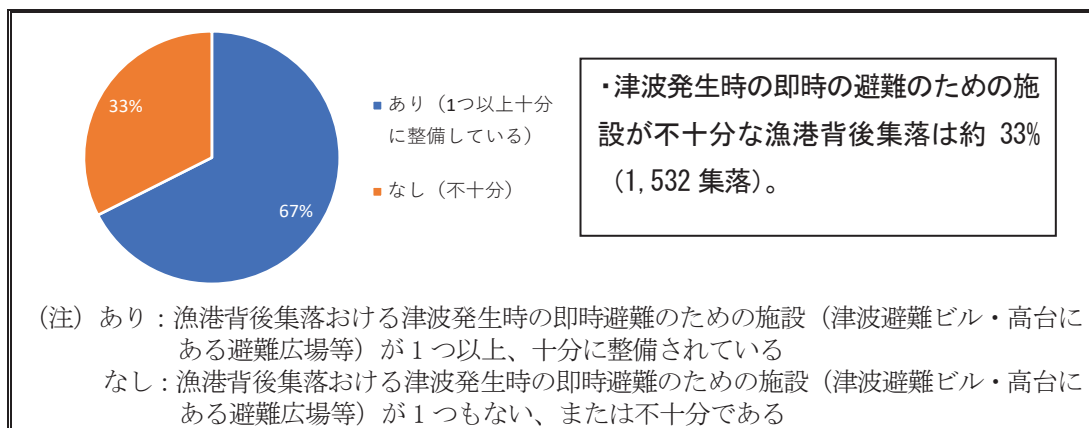 33%
67%
■ あり（1つ以上十分
に整備している）
■ なし（不十分）
・津波発生時の即時の避難のための施
設が不十分な漁港背後集落は約 33%
（1,532 集落）。
（注）あり：漁港背後集落おける津波発生時の即時避難のための施設（津波避難ビル・高台に
ある避難広場等）が１つ以上、十分に整備されている
なし：漁港背後集落おける津波発生時の即時避難のための施設（津波避難ビル・高台に
ある避難広場等）が１つもない、または不十分である